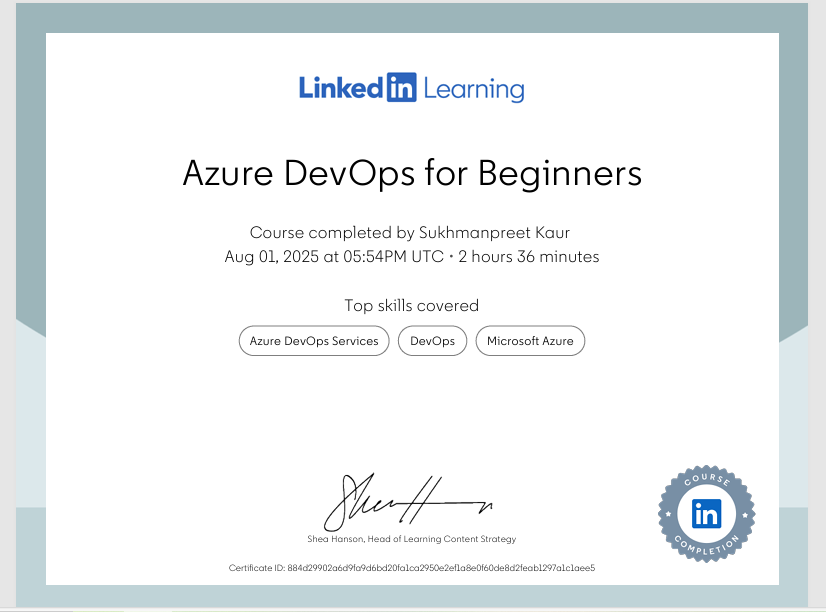 Linked in Learning
Azure DevOps for Beginners
Course completed by Sukhmanpreet Kaur
Aug 01, 2025 at 05:54PM UTC • 2 hours 36 minutes
Top skills covered
Azure DevOps Services DevOps Microsoft Azure
Shea Hanson, Head of Learning Content Strategy
Certificate ID: 884d29902a6d9fa9d6bd20fa1ca2950e2ef1a8e0f60de8d2feab1297a1c1aee5
COURSE
in
COMPLETION